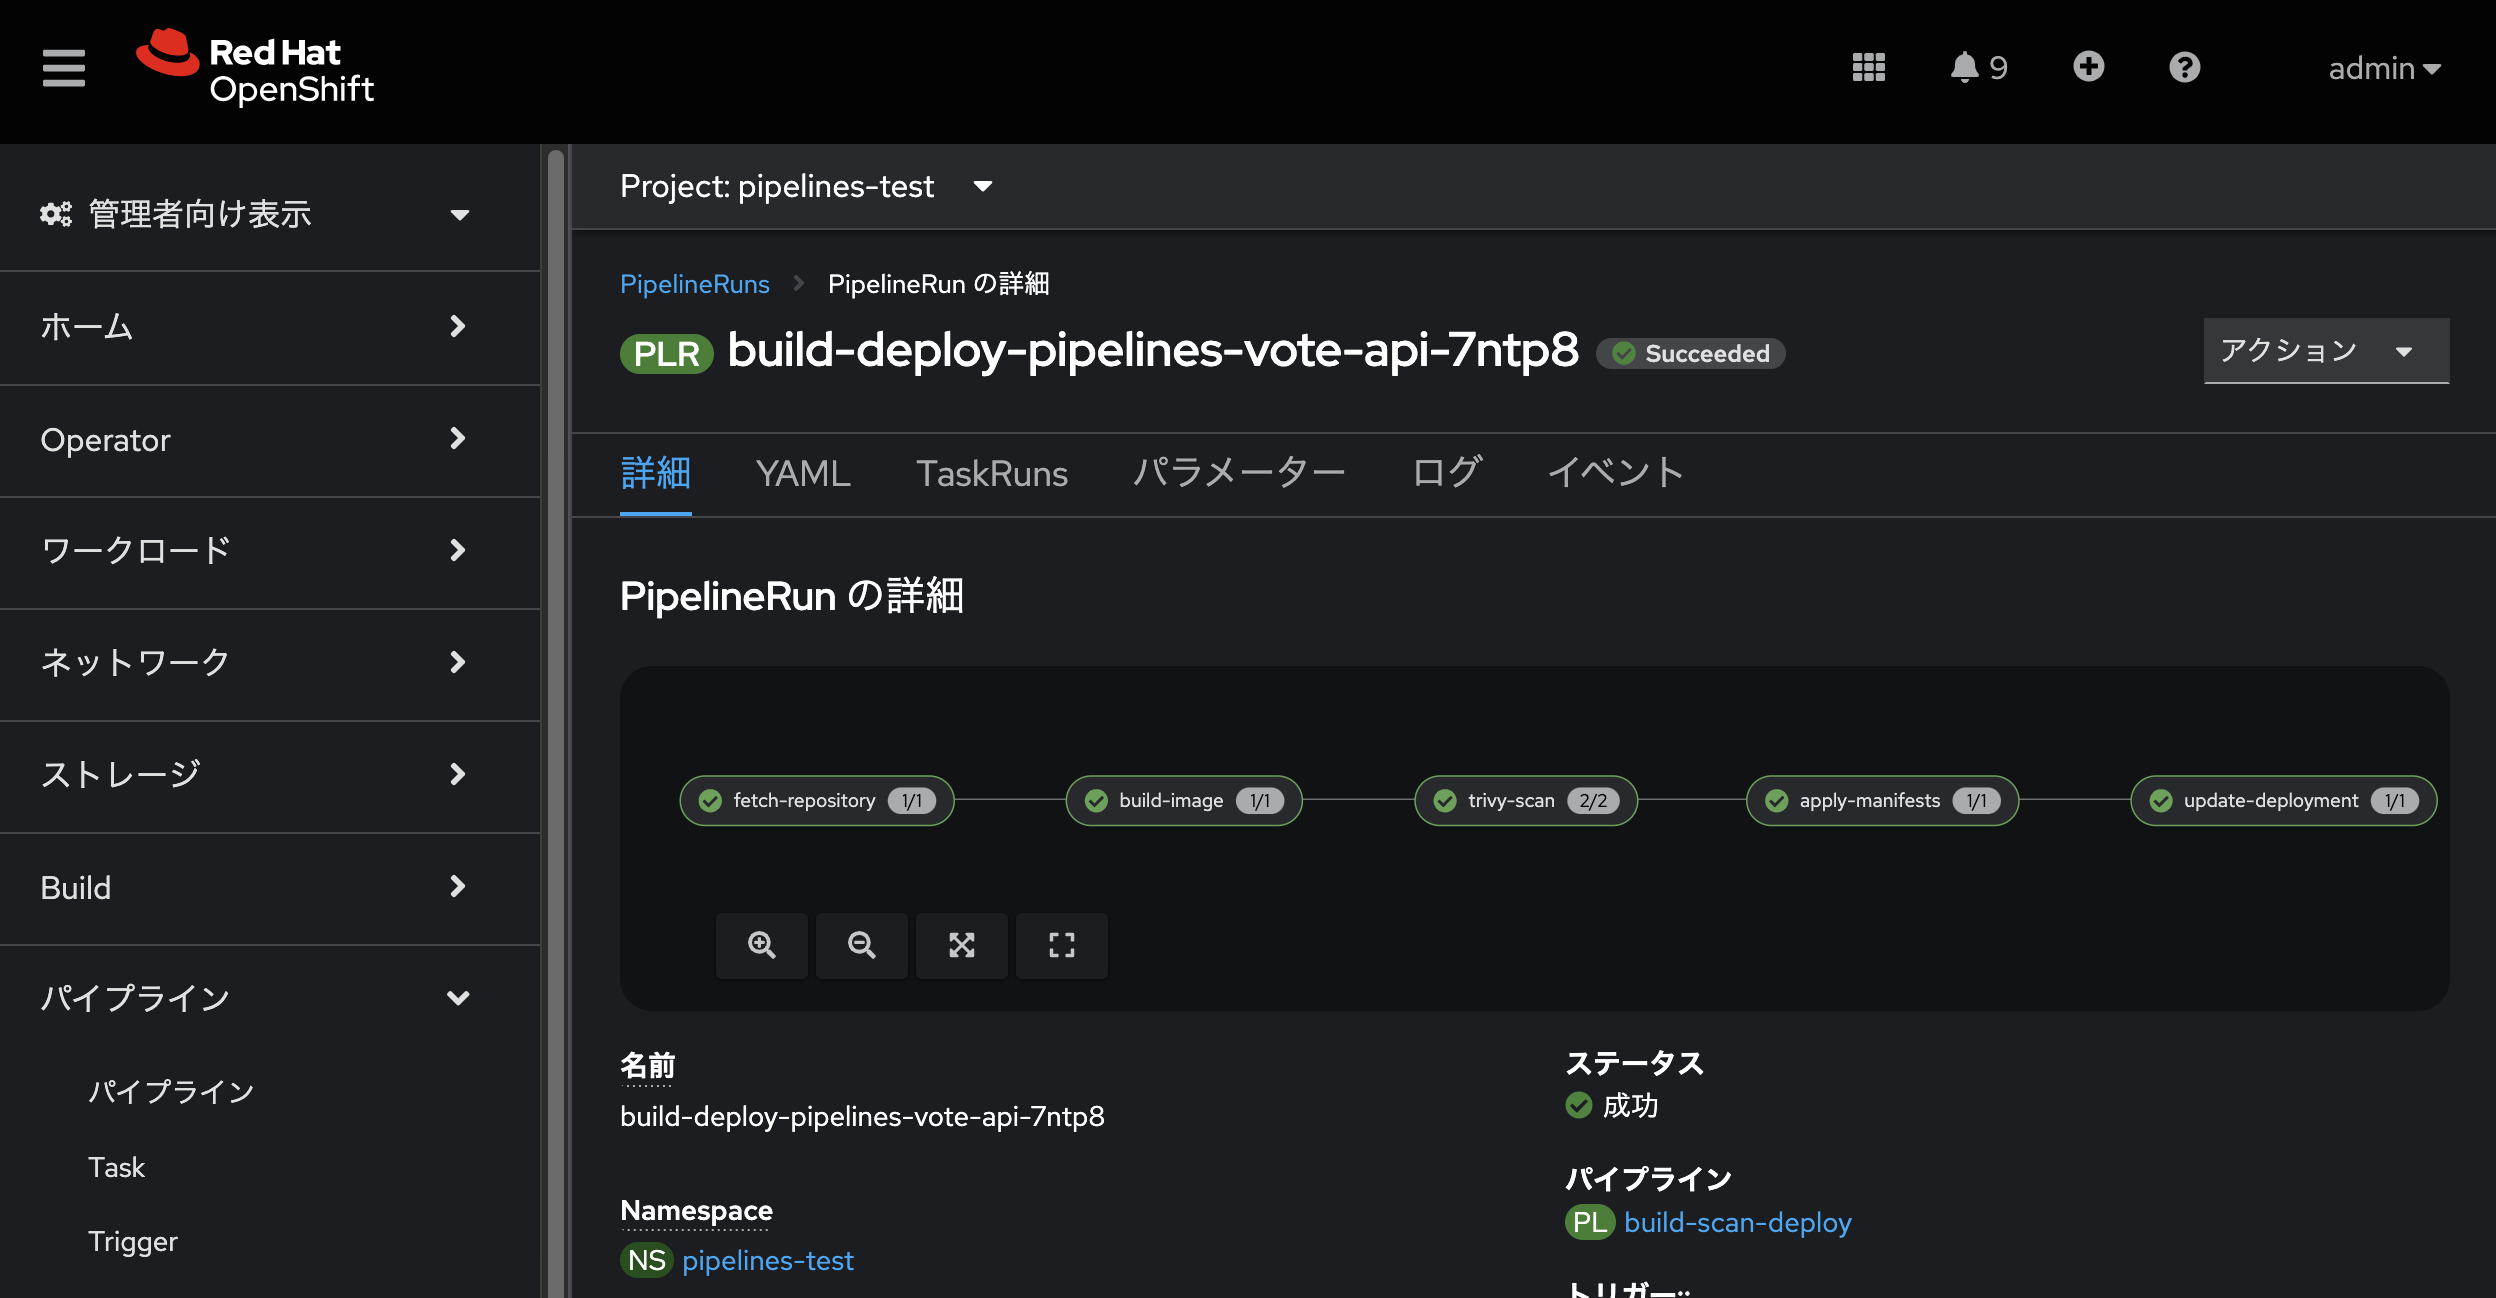 Red Hat
OpenShift
9
admin
管理者向け表示
ホーム
Operator
ワークロード
ネットワーク
ストレージ
Build
パイプライン
パイプライン
Task
Trigger
Project: pipelines-test
PipelineRuns
PipelineRun の詳細
PLR build-deploy-pipelines-vote-api-7ntp8 Succeeded
アクション
詳細 YAML TaskRuns パラメーター ログ イベント
PipelineRun の詳細
fetch-repository 1/1 build-image 1/1 trivy-scan 2/2 apply-manifests 1/1 update-deployment 1/1
名前
build-deploy-pipelines-vote-api-7ntp8
Namespace
NS pipelines-test
ステータス
成功
パイプライン
PL build-scan-deploy
トリガー: